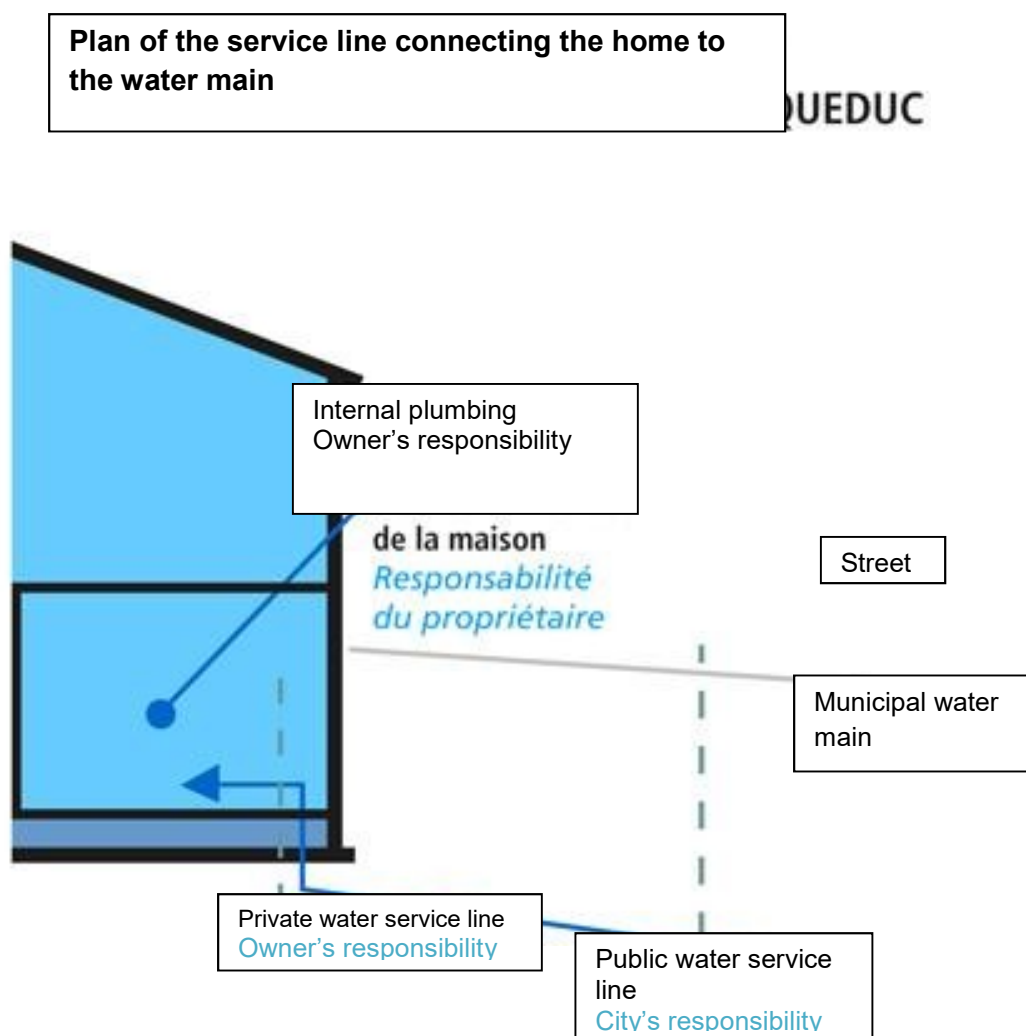 Plan of the service line connecting the home to
the water main
QUEDUC
Internal plumbing
Owner’s responsibility
de la maison
Responsabilité
du propriétaire
Street
Municipal water
main
Private water service line
Owner’s responsibility
Public water service
line
City’s responsibility